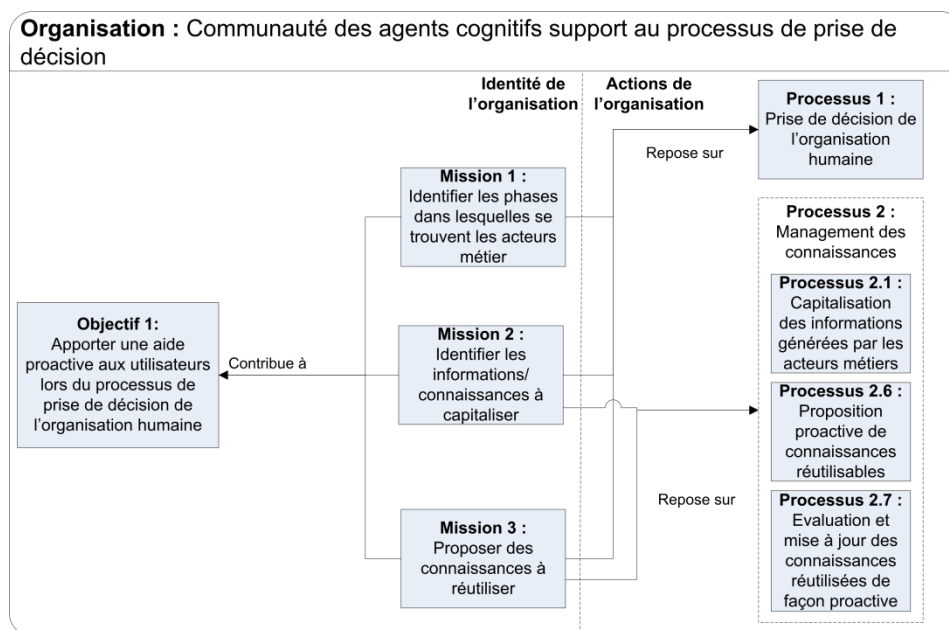 Organisation : Communauté des agents cognitifs support au processus de prise de
décision
Identité de
l'organisation
Actions de
l'organisation
Processus 1 :
Prise de décision de
l'organisation
humaine
Repose sur
Mission 1 :
Identifier les phases
dans lesquelles se
trouvent les acteurs
métier
Processus 2 :
Management des
connaissances
Processus 2.1 :
Capitalisation
des informations
générées par les
acteurs métiers
Objectif 1:
Apporter une aide
proactive aux utilisateurs
lors du processus de
prise de décision de
l'organisation humaine
Contribue à
Mission 2 :
Identifier les
informations/
connaissances à
capitaliser
Processus 2.6 :
Proposition
proactive de
connaissances
réutilisables
Repose sur
Mission 3 :
Proposer des
connaissances à
réutiliser
Processus 2.7 :
Evaluation et
mise à jour des
connaissances
réutilisées de
façon proactive